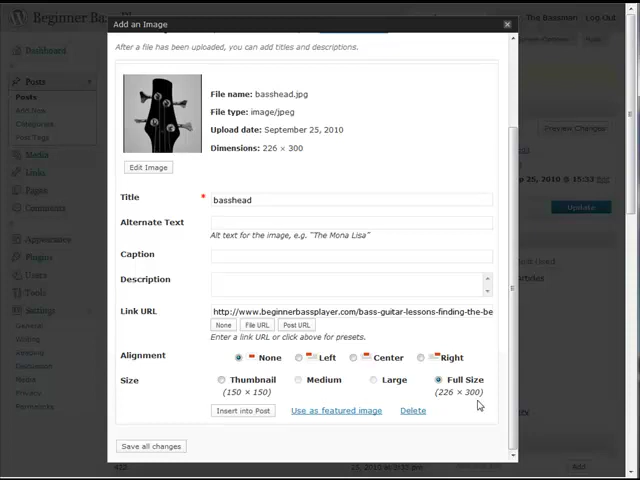 Beginner B
The Bassman
Log Out
Add an Image
After a file has been uploaded, you can add titles and descriptions.
Dashboard
Posts
Posts
Add New
Categories
Post Tags
Media
Links
Pages
Comments
Appearance
Plugins
Users
Tools
Settings
General
Writing
Reading
Discussion
Media
Privacy
Permalinks
File name: basshead.jpg
File type: image/jpeg
Upload date: September 25, 2010
Dimensions: 226 × 300
Edit Image
Title * basshead
Alternate Text
Alt text for the image, e.g. "The Mona Lisa"
Caption
Description
Link URL http://www.beginnerbassplayer.com/bass-guitar-lessons-finding-the-be
None File URL Post URL
Enter a link URL or click above for presets.
Alignment None Left Center Right
Size Thumbnail Medium Large Full Size
(150 × 150) (226 × 300)
Insert into Post Use as featured image Delete
Save all changes
Preview Changes
25, 2010 @ 15:33
Update
Add